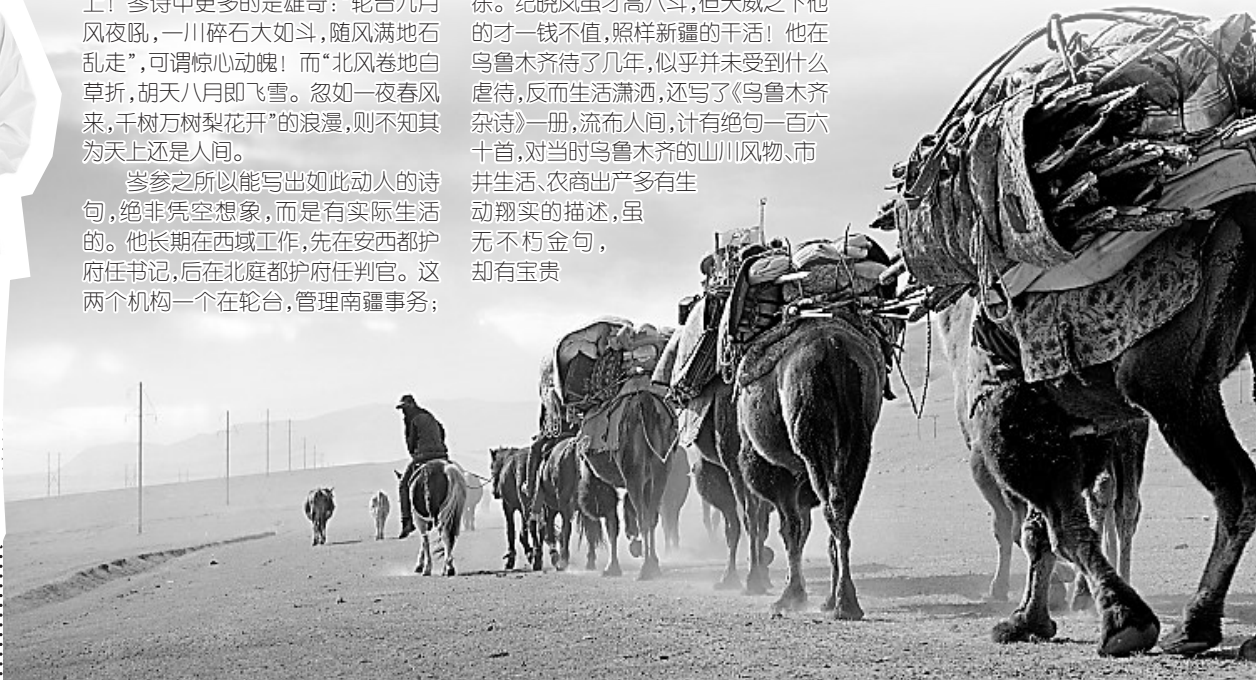 上！岑诗中更多的是雄奇：“轮台九月
风夜吼，一川碎石大如斗，随风满地石
乱走”，可谓惊心动魄！而“北风卷地白
草折，胡天八月即飞雪。忽如一夜春风
来，千树万树梨花开”的浪漫，则不知其
为天上还是人间。
岑参之所以能写出如此动人的诗
句，绝非凭空想象，而是有实际生活
的。他长期在西域工作，先在安西都护
府任书记，后在北庭都护府任判官。这
两个机构一个在轮台，管理南疆事务；
徐。纪晓岚虽才高八斗，但天威之下他
的才一钱不值，照样新疆的干活！他在
乌鲁木齐待了几年，似乎并未受到什么
虐待，反而生活潇洒，还写了《乌鲁木齐
杂诗》一册，流布人间，计有绝句一百六
十首，对当时乌鲁木齐的山川风物、市
井生活、农商出产多有生
动翔实的描述，虽
无不朽金句，
却有宝贵